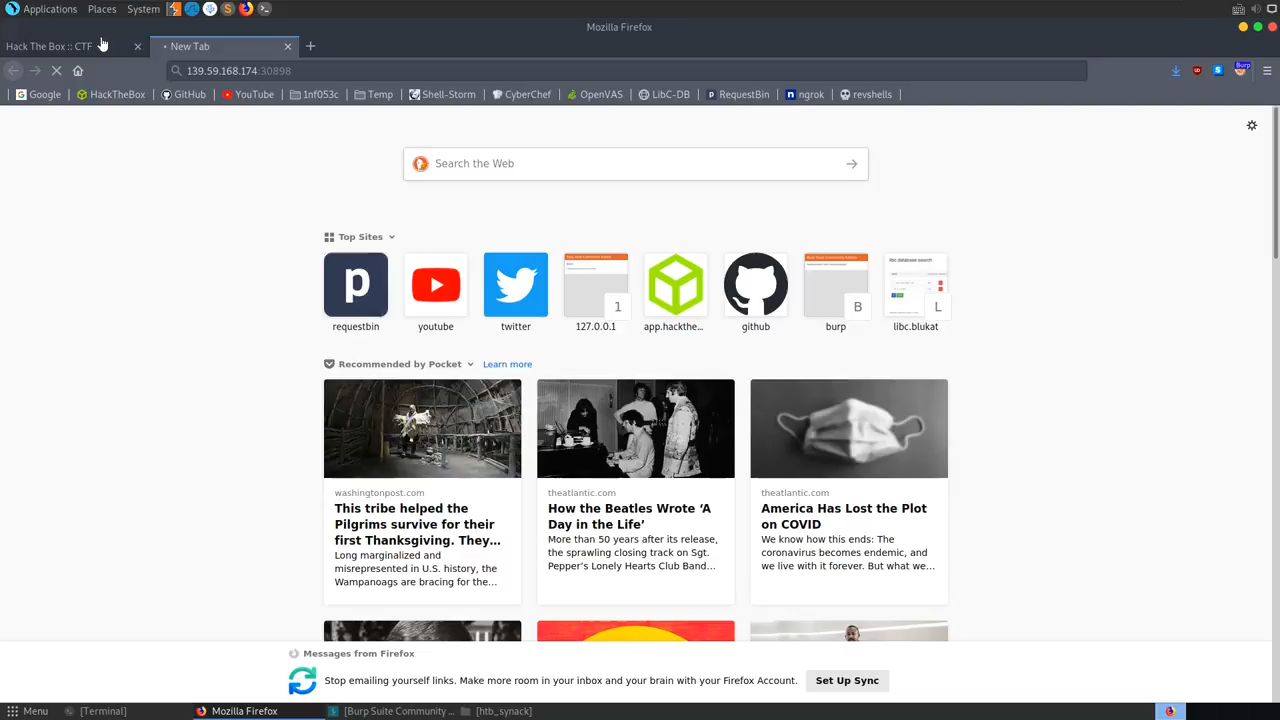 Applications Places System
Mozilla Firefox
Hack The Box :: CTF
New Tab
139.59.168.174:30898
Burp
Google HackTheBox GitHub YouTube 1nf053c Temp Shell-Storm CyberChef OpenVAS LibC-DB RequestBin ngrok revshells
Search the Web
Top Sites
p
1
B
L
requestbin youtube twitter 127.0.0.1 app.hackthe... github burp libc.blukat
Recommended by Pocket Learn more
washingtonpost.com
This tribe helped the
Pilgrims survive for their
first Thanksgiving. They...
Long marginalized and
misrepresented in U.S. history, the
Wampanoags are bracing for the...
theatlantic.com
How the Beatles Wrote ‘A
Day in the Life’
More than 50 years after its release,
the sprawling closing track on Sgt.
Pepper’s Lonely Hearts Club Band...
theatlantic.com
America Has Lost the Plot
on COVID
We know how this ends: The
coronavirus becomes endemic, and
we live with it forever. But what we...
Messages from Firefox
Stop emailing yourself links. Make more room in your inbox and your brain with your Firefox Account.
Set Up Sync
Menu [Terminal] Mozilla Firefox [Burp Suite Community ... [htb_synack]